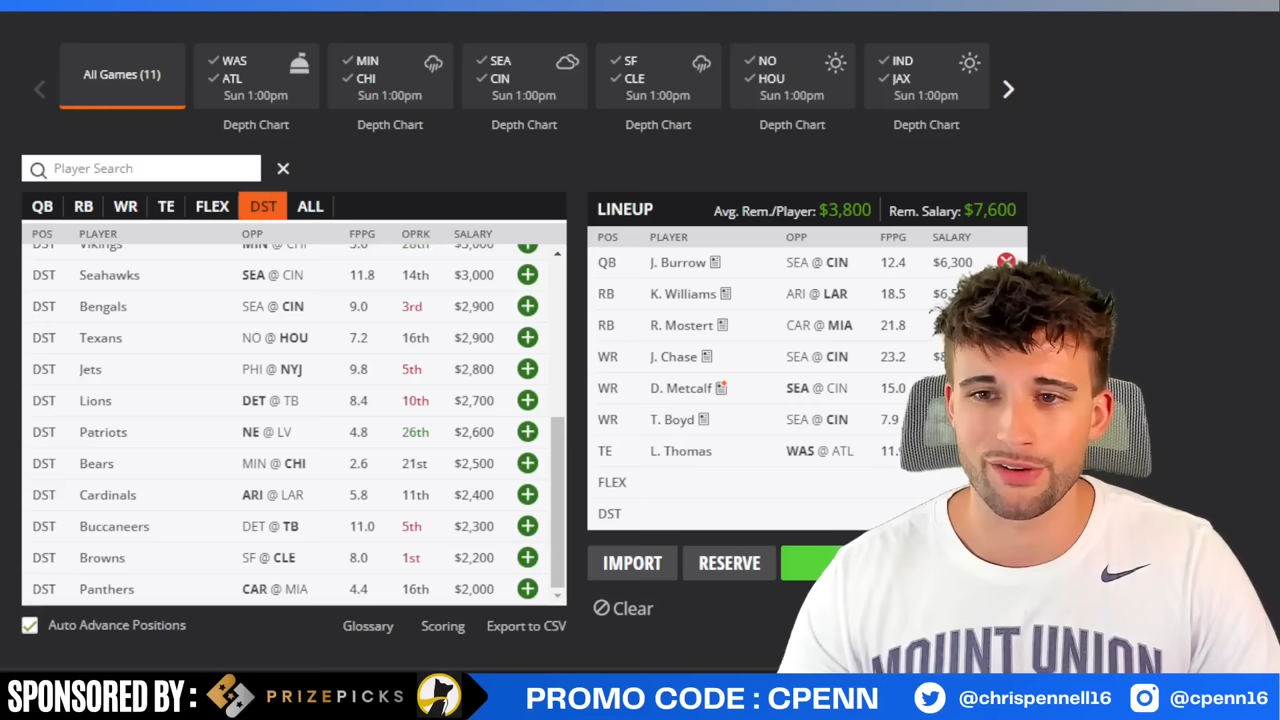 All Games (11)
WAS
ATL
Sun 1:00pm
Depth Chart
MIN
CHI
Sun 1:00pm
Depth Chart
SEA
CIN
Sun 1:00pm
Depth Chart
SF
CLE
Sun 1:00pm
Depth Chart
NO
HOU
Sun 1:00pm
Depth Chart
IND
JAX
Sun 1:00pm
Depth Chart
Player Search
QB RB WR TE FLEX DST ALL
POS PLAYER OPP FPPG OPRK SALARY
DST Vikings MIN @ CHI 5.0 28th $3,000
DST Seahawks SEA @ CIN 11.8 14th $3,000
DST Bengals SEA @ CIN 9.0 3rd $2,900
DST Texans NO @ HOU 7.2 16th $2,900
DST Jets PHI @ NYJ 9.8 5th $2,800
DST Lions DET @ TB 8.4 10th $2,700
DST Patriots NE @ LV 4.8 26th $2,600
DST Bears MIN @ CHI 2.6 21st $2,500
DST Cardinals ARI @ LAR 5.8 11th $2,400
DST Buccaneers DET @ TB 11.0 5th $2,300
DST Browns SF @ CLE 8.0 1st $2,200
DST Panthers CAR @ MIA 4.4 16th $2,000
Auto Advance Positions Glossary Scoring Export to CSV
LINEUP Avg. Rem./Player: $3,800 Rem. Salary: $7,600
POS PLAYER OPP FPPG SALARY
QB J. Burrow SEA @ CIN 12.4 $6,300
RB K. Williams ARI @ LAR 18.5
RB R. Mostert CAR @ MIA 21.8
WR J. Chase SEA @ CIN 23.2
WR D. Metcalf SEA @ CIN 15.0
WR T. Boyd SEA @ CIN 7.9
TE L. Thomas WAS @ ATL
FLEX
DST
IMPORT RESERVE
Clear
MOUNT UNION
SPONSORED BY : PRIZEPICKS PROMO CODE : CPENN @chrispennell16 @cpenn16